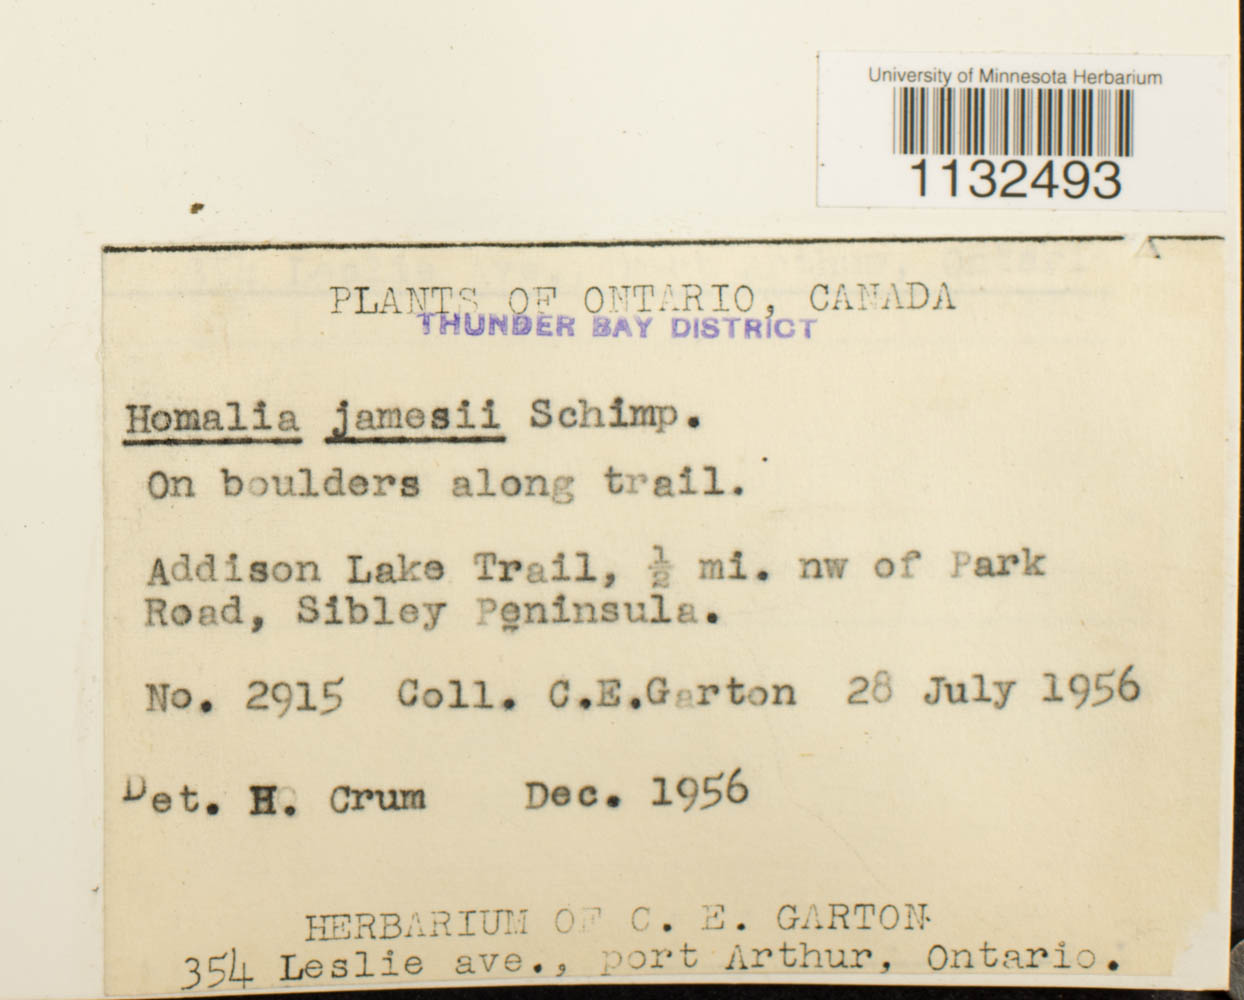 University of Minnesota Herbarium
1132493
PLANTS OF ONTARIO, CANADA
THUNDER BAY DISTRICT
Homalia jamesii Schimp.
On boulders along trail.
Addison Lake Trail, ½ mi. nw of Park
Road, Sibley Peninsula.
No. 2915 Coll. C.E.Garton 28 July 1956
Det. H. Crum Dec. 1956
HERBARIUM OF C. E. GARTON
354 Leslie ave., port Arthur, Ontario.